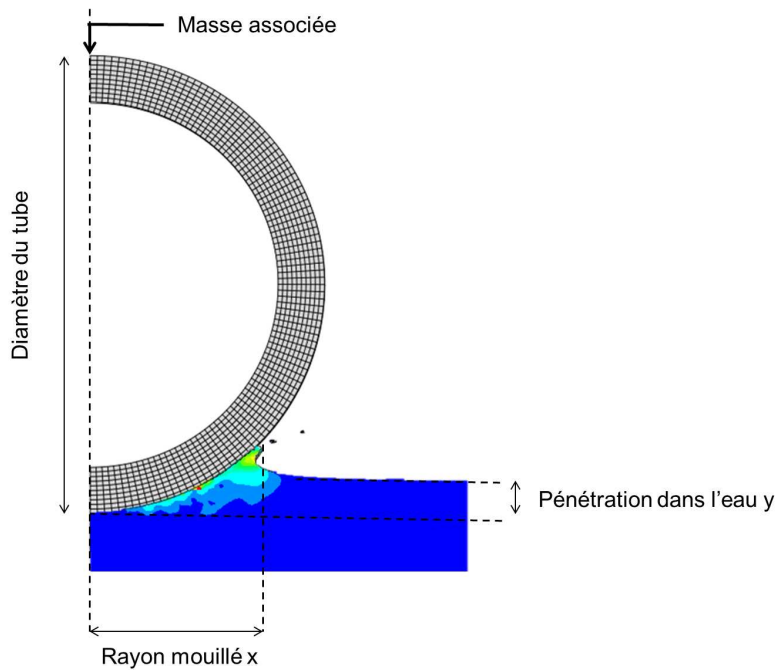 Masse associée
Diamètre du tube
Pénétration dans l'eau y
Rayon mouillé x